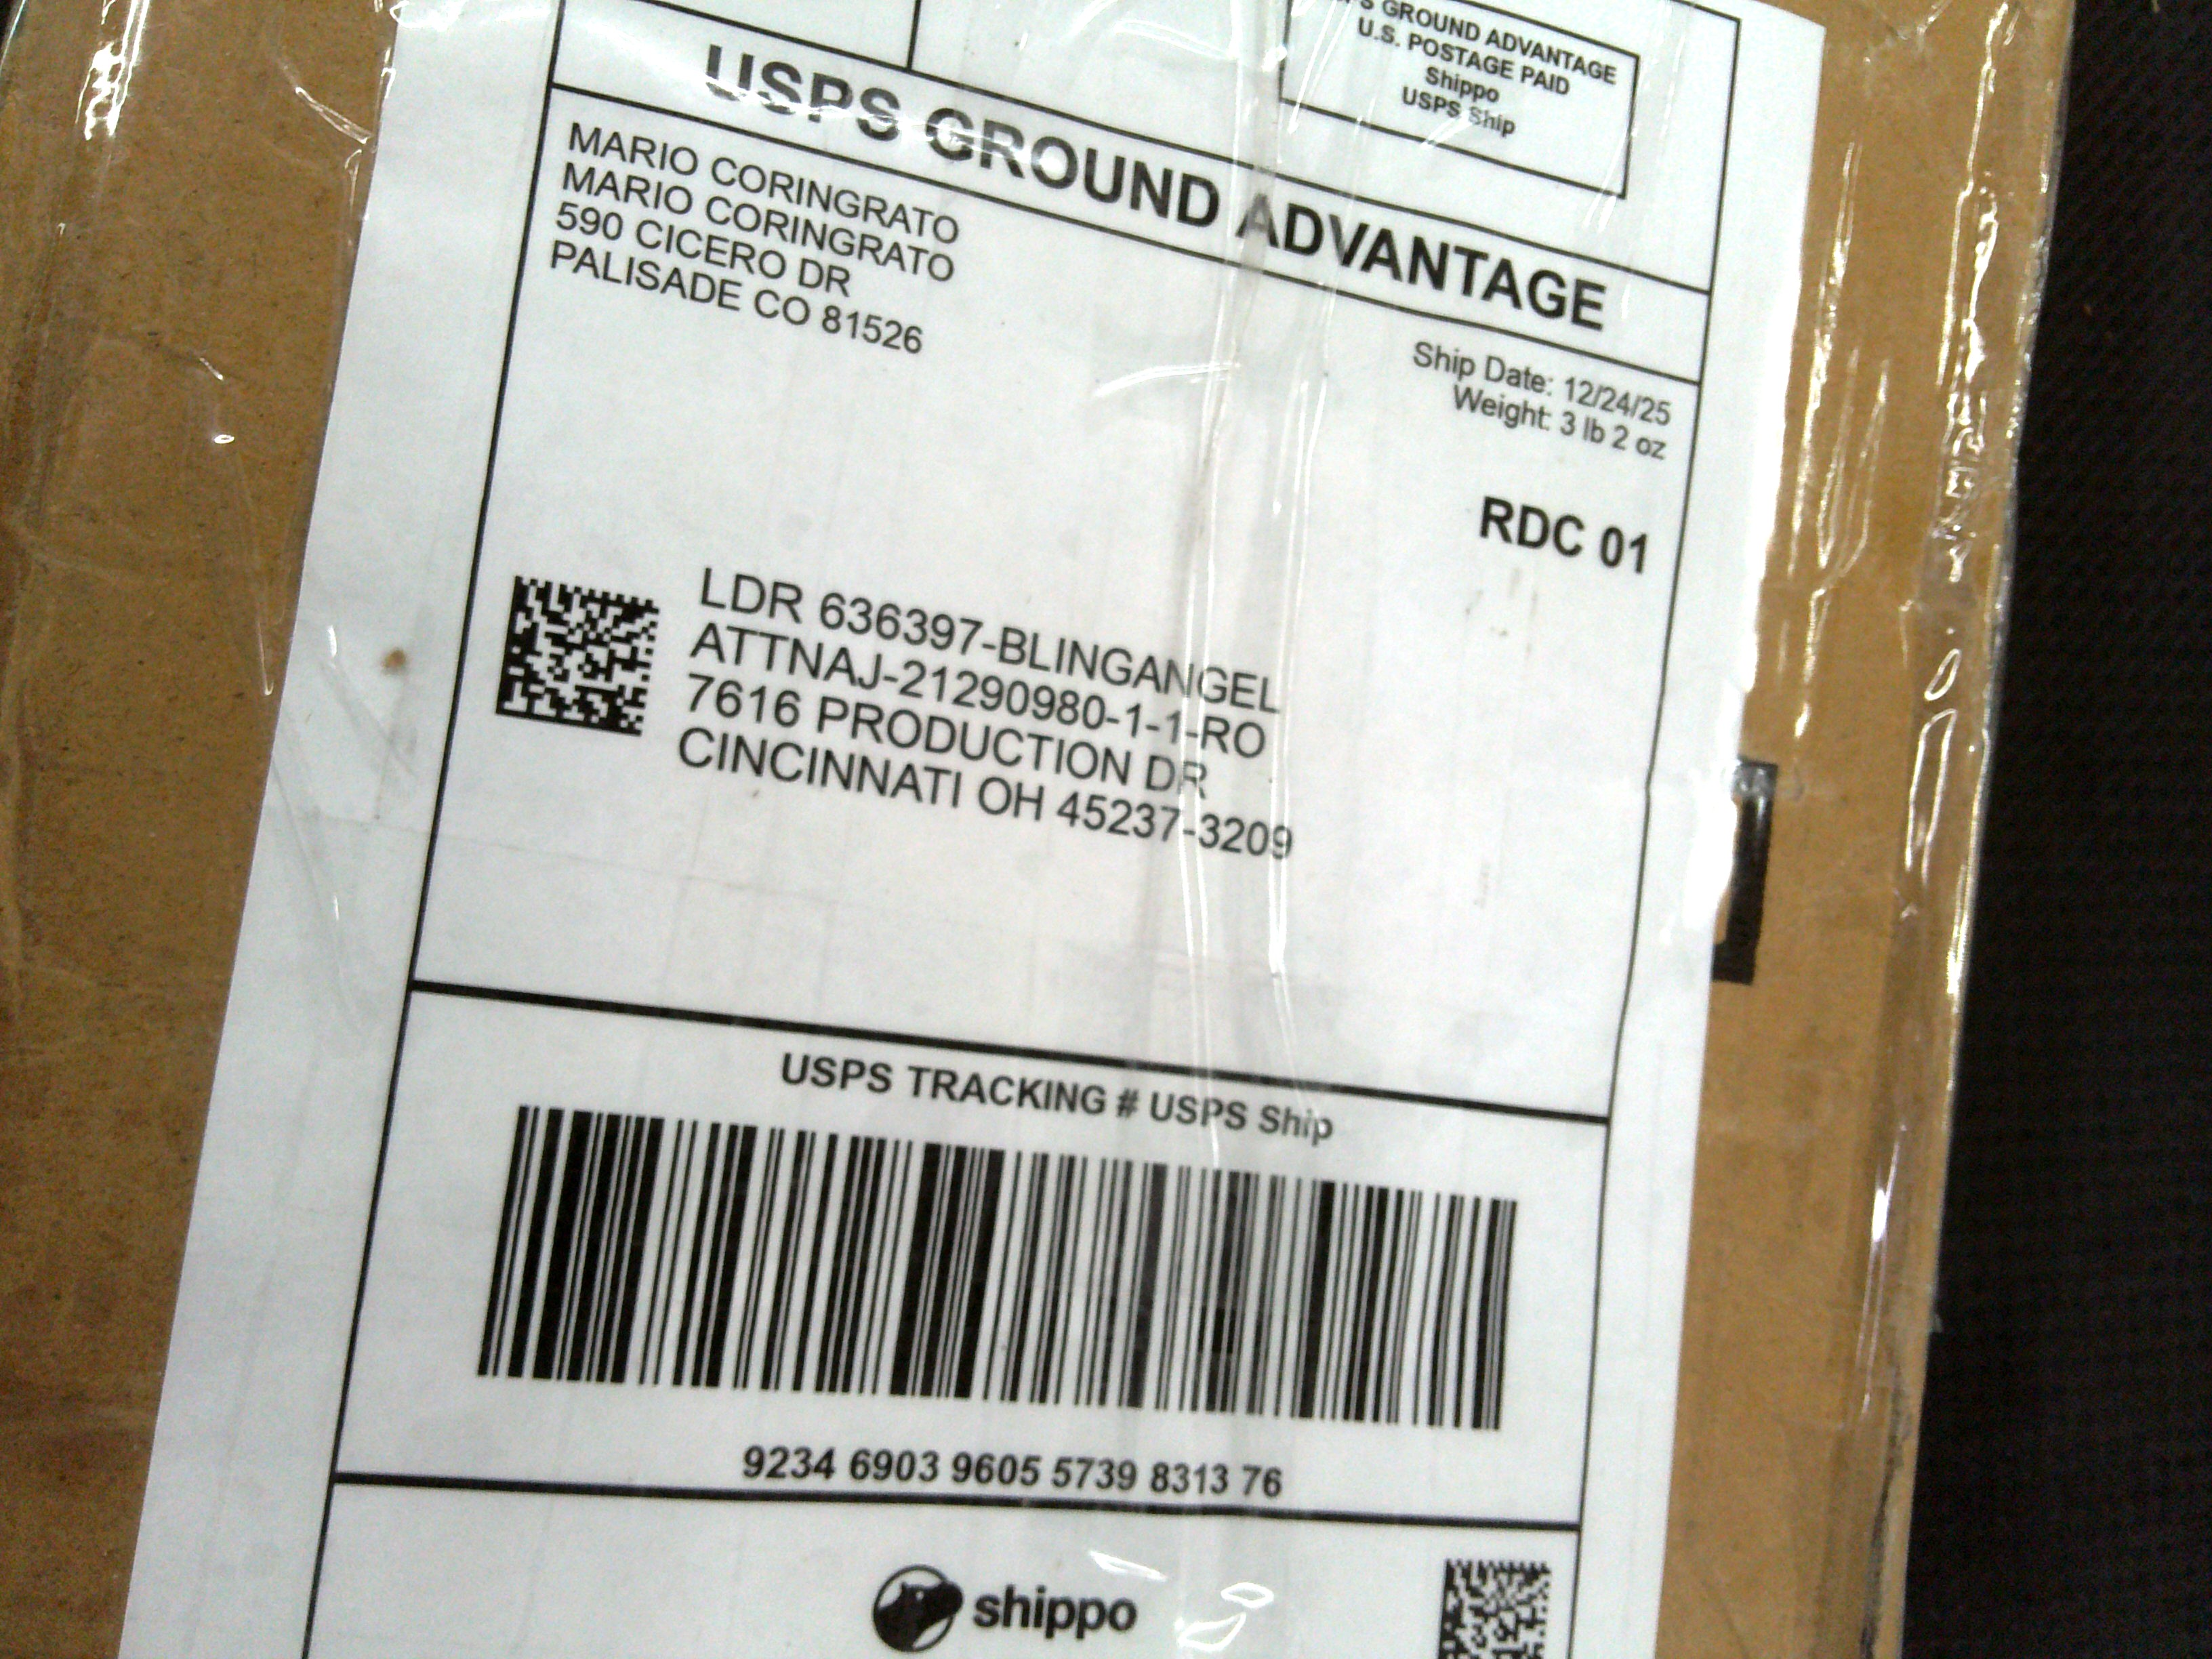 GROUND ADVANTAGE
U.S. POSTAGE PAID
Shippo
USPS Ship
USPS GROUND ADVANTAGE
MARIO CORINGRATO
MARIO CORINGRATO
590 CICERO DR
PALISADE CO 81526
Ship Date: 12/24/25
Weight: 3 lb 2 oz
RDC 01
LDR 636397-BLINGANGEL
ATTNAJ-21290980-1-1-RO
7616 PRODUCTION DR
CINCINNATI OH 45237-3209
USPS TRACKING # USPS Ship
9234 6903 9605 5739 8313 76
shippo